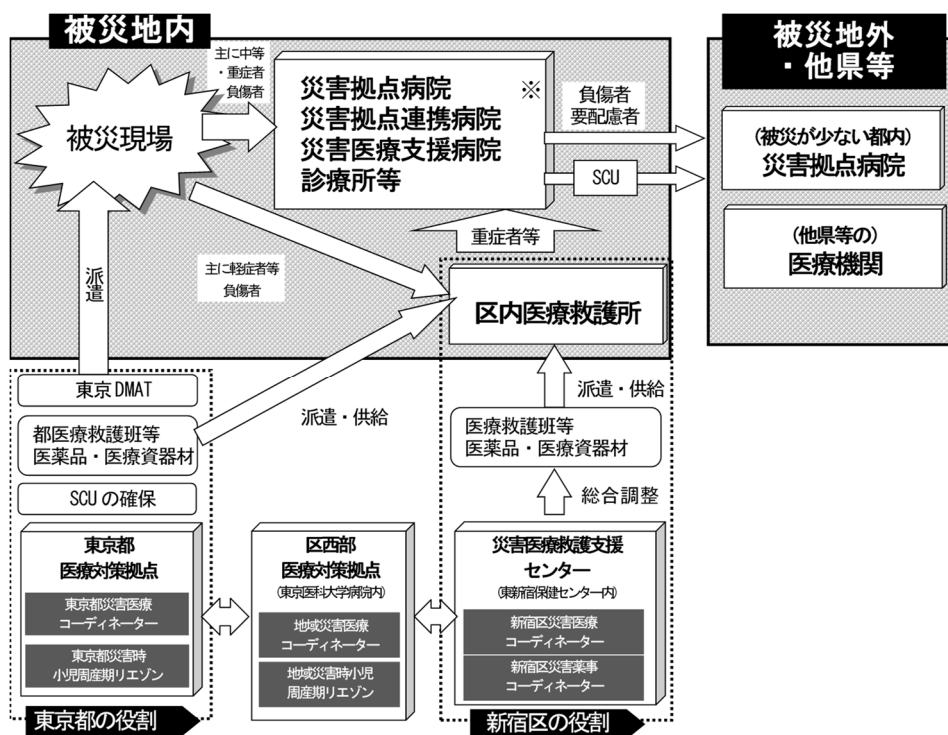 被災地内
主に中等
・重症者
負傷者
被災現場
災害拠点病院 ※
災害拠点連携病院
災害医療支援病院
診療所等
負傷者
要配慮者
SCU
被災地外
・他県等
(被災が少ない都内)
災害拠点病院
(他県等の)
医療機関
重症者等
派遣
主に軽症者等
負傷者
区内医療救護所
東京DMAT
都医療救護班等
医薬品・医療資器材
SCUの確保
派遣・供給
派遣・供給
医療救護班等
医薬品・医療資器材
総合調整
東京都
医療対策拠点
東京都災害医療
コーディネーター
東京都災害時
小児周産期リエゾン
東京都の役割
区西部
医療対策拠点
(東京医科大学病院内)
地域災害医療
コーディネーター
地域災害時小児
周産期リエゾン
災害医療救護支援
センター
(東新宿保健センター内)
新宿区災害医療
コーディネーター
新宿区災害薬事
コーディネーター
新宿区の役割